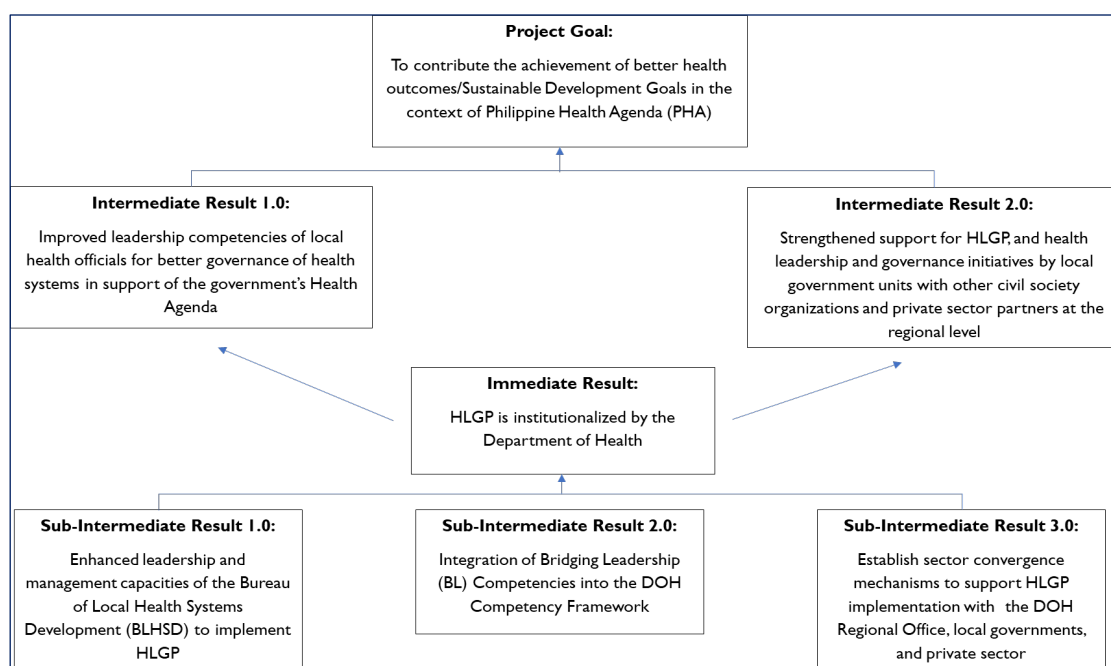 Project Goal:
To contribute the achievement of better health
outcomes/Sustainable Development Goals in the
context of Philippine Health Agenda (PHA)
Intermediate Result 1.0:
Improved leadership competencies of local
health officials for better governance of health
systems in support of the government's Health
Agenda
Intermediate Result 2.0:
Strengthened support for HLGP, and health
leadership and governance initiatives by local
government units with other civil society
organizations and private sector partners at the
regional level
Immediate Result:
HLGP is institutionalized by the
Department of Health
Sub-Intermediate Result 1.0:
Enhanced leadership and
management capacities of the Bureau
of Local Health Systems
Development (BLHSD) to implement
HLGP
Sub-Intermediate Result 2.0:
Integration of Bridging Leadership
(BL) Competencies into the DOH
Competency Framework
Sub-Intermediate Result 3.0:
Establish sector convergence
mechanisms to support HLGP
implementation with the DOH
Regional Office, local governments,
and private sector